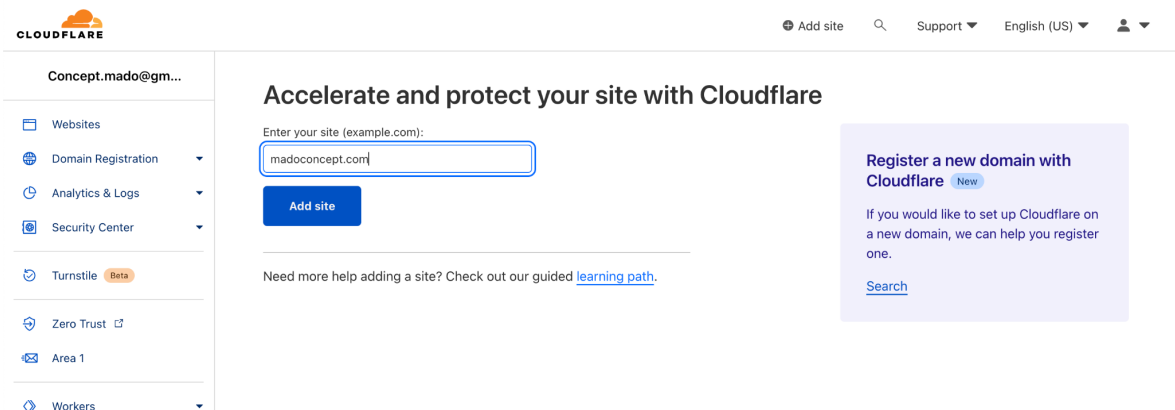 CLOUDFLARE
Add site
Support
English (US)
Concept.mado@gm...
Websites
Domain Registration
Analytics & Logs
Security Center
Turnstile Beta
Zero Trust
Area 1
Workers
Accelerate and protect your site with Cloudflare
Enter your site (example.com):
madoconcept.com
Add site
Need more help adding a site? Check out our guided learning path.
Register a new domain with
Cloudflare New
If you would like to set up Cloudflare on
a new domain, we can help you register
one.
Search